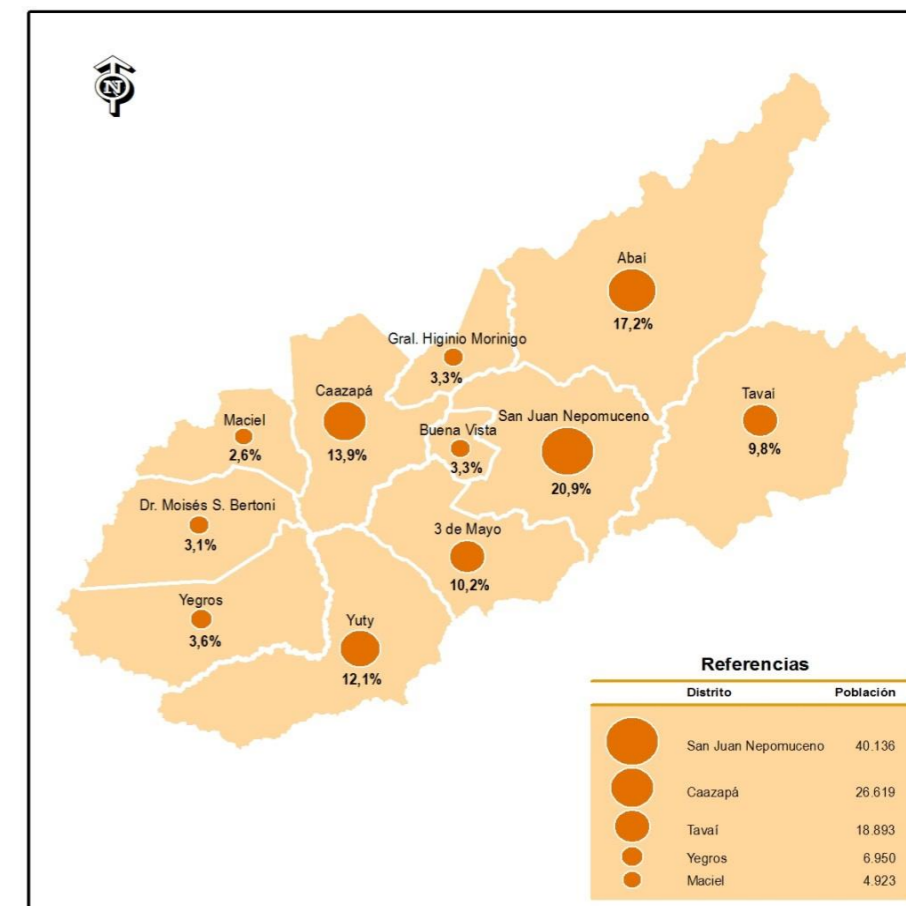 N
Abaí
17,2%
Gral. Higinio Morinigo
3,3%
Caazapá
13,9%
Tavaí
9,8%
San Juan Nepomuceno
20,9%
Maciel
2,6%
Buena Vista
3,3%
Dr. Moisés S. Bertoni
3,1%
3 de Mayo
10,2%
Yegros
3,6%
Yuty
12,1%
Referencias
Distrito Población
San Juan Nepomuceno 40.136
Caazapá 26.619
Tavaí 18.893
Yegros 6.950
Maciel 4.923